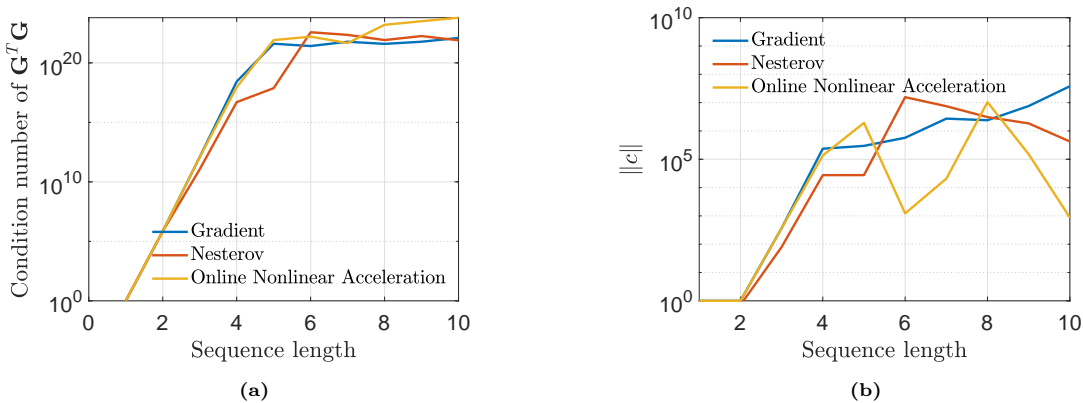 Condition number of G^T G
10^20
10^10
10^0
Gradient
Nesterov
Online Nonlinear Acceleration
0 2 4 6 8 10
Sequence length
(a)
||c||
10^10
10^5
10^0
Gradient
Nesterov
Online Nonlinear Acceleration
2 4 6 8 10
Sequence length
(b)